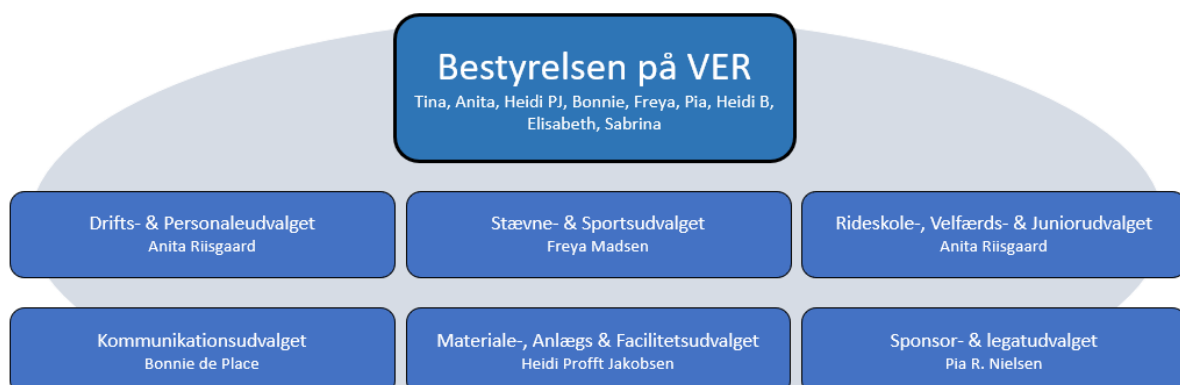 Bestyrelsen på VER
Tina, Anita, Heidi PJ, Bonnie, Freya, Pia, Heidi B,
Elisabeth, Sabrina
Drifts- & Personaleudvalget
Anita Riisgaard
Stævne- & Sportsudvalget
Freya Madsen
Rideskole-, Velfærds- & Juniorudvalget
Anita Riisgaard
Kommunikationsudvalget
Bonnie de Place
Materiale-, Anlægs & Facilitetsudvalget
Heidi Profft Jakobsen
Sponsor- & legatudvalget
Pia R. Nielsen